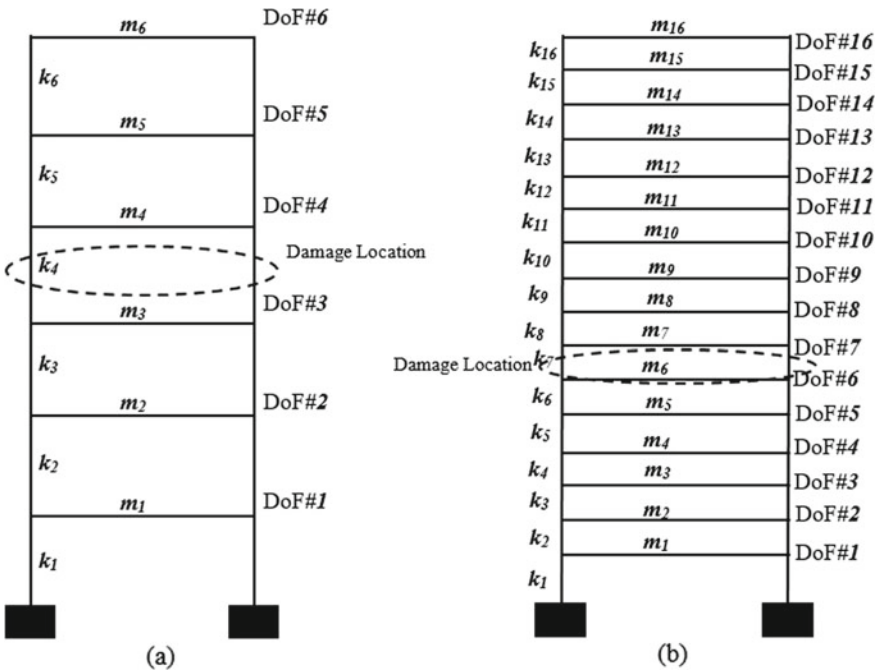 m6
DoF#6
k6
m5
DoF#5
k5
m4
DoF#4
k4
Damage Location
m3
DoF#3
k3
m2
DoF#2
k2
m1
DoF#1
k1
(a)
m16
DoF#16
k16
m15
DoF#15
k15
m14
DoF#14
k14
m13
DoF#13
k13
m12
DoF#12
k12
m11
DoF#11
k11
m10
DoF#10
k10
m9
DoF#9
k9
m8
DoF#8
k8
m7
DoF#7
Damage Location
k7
m6
DoF#6
k6
m5
DoF#5
k5
m4
DoF#4
k4
m3
DoF#3
k3
m2
DoF#2
k2
m1
DoF#1
k1
(b)